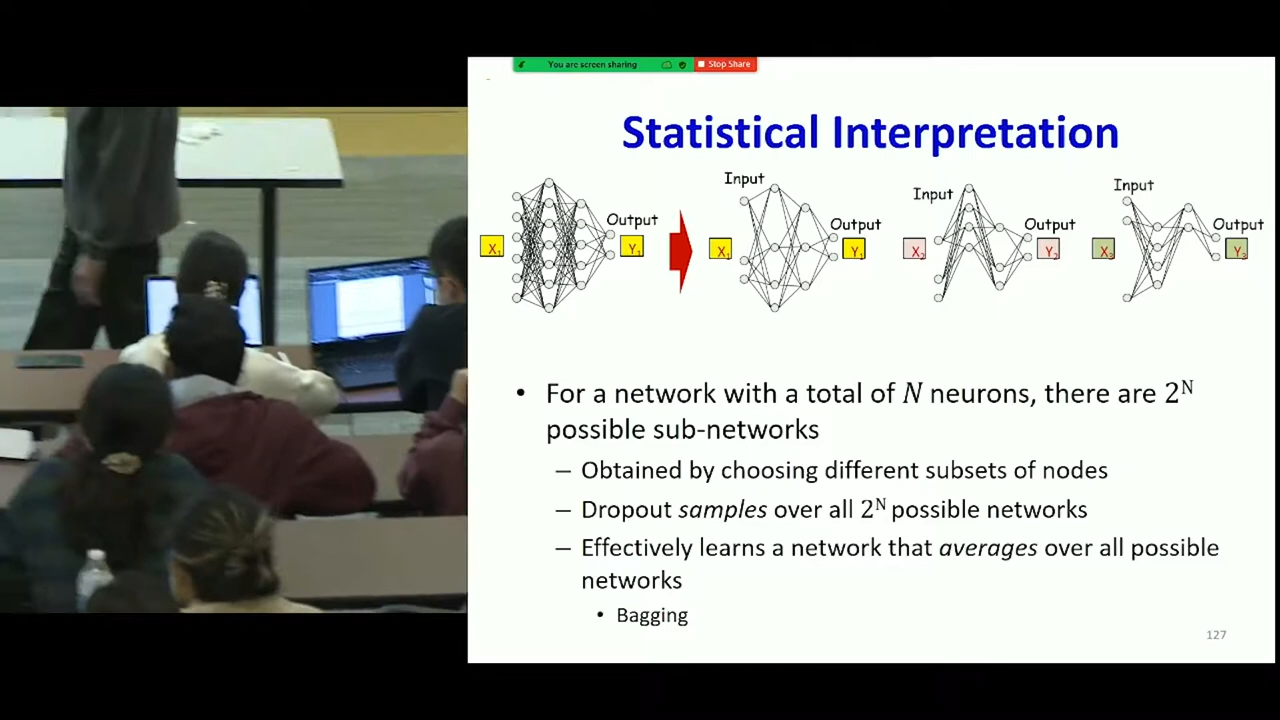 You are screen sharing
Stop Share
Statistical Interpretation
Input
Input
Input
Output
Output
Output
Output
X₁
Y₁
X₁
Y₁
X₂
Y₂
X₃
Y₃
• For a network with a total of N neurons, there are 2ᴺ
possible sub-networks
– Obtained by choosing different subsets of nodes
– Dropout samples over all 2ᴺ possible networks
– Effectively learns a network that averages over all possible
networks
• Bagging
127